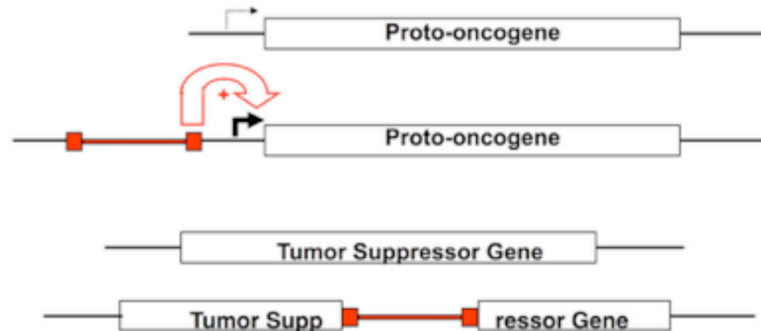 Proto-oncogene
+
Proto-oncogene
Tumor Suppressor Gene
Tumor Supp ressor Gene